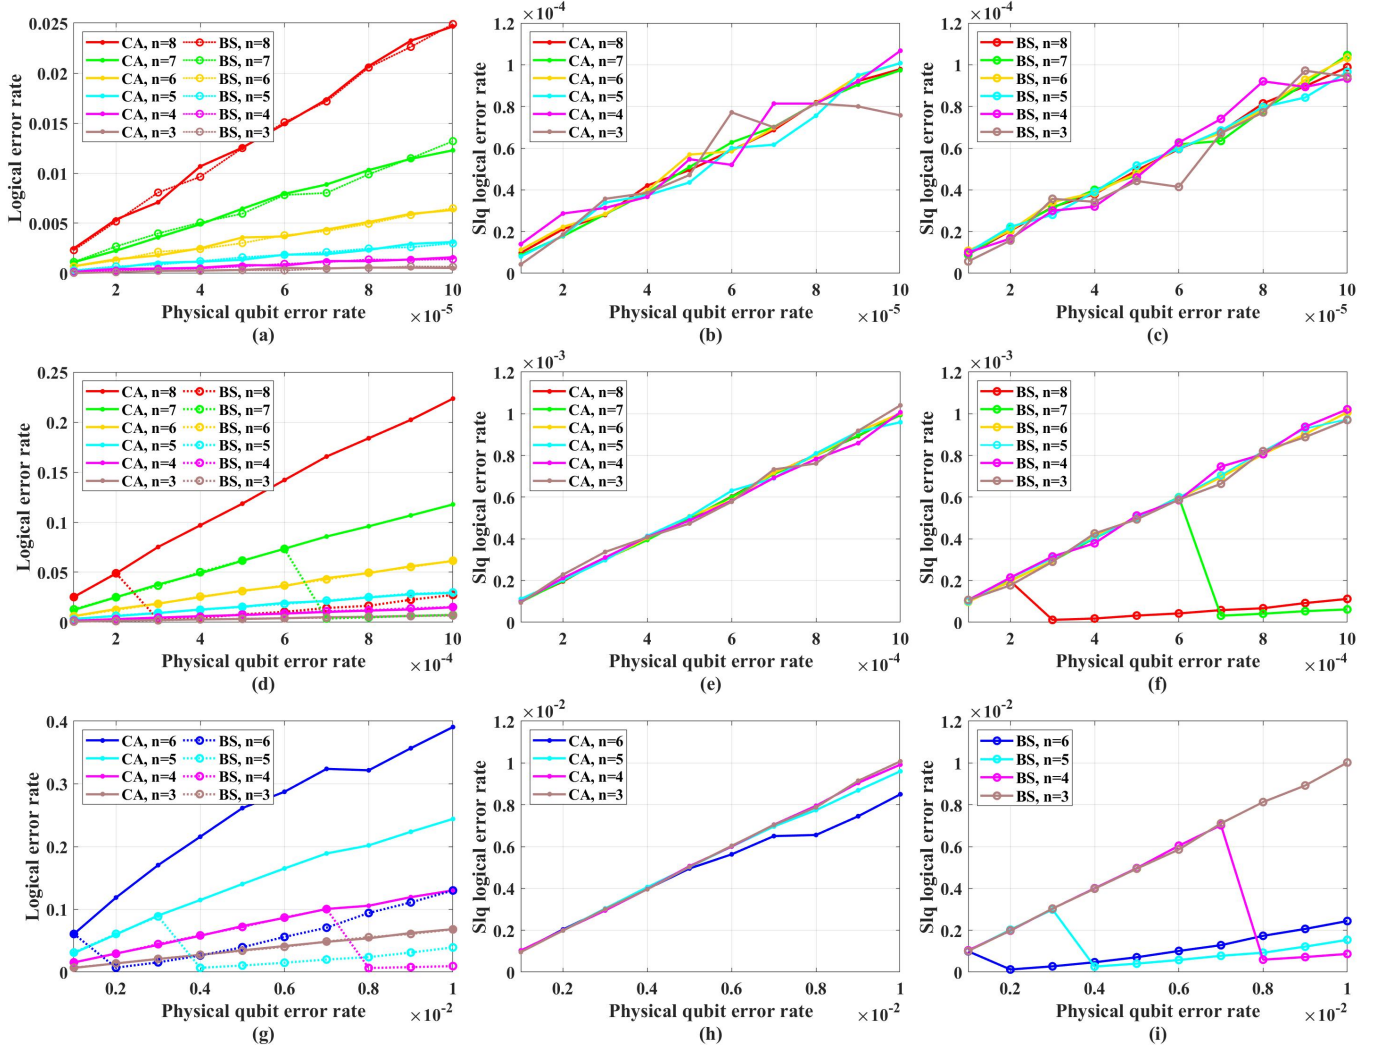 0.025
0.02
0.015
0.01
0.005
0
Logical error rate
CA, n=8
CA, n=7
CA, n=6
CA, n=5
CA, n=4
CA, n=3
BS, n=8
BS, n=7
BS, n=6
BS, n=5
BS, n=4
BS, n=3
2 4 6 8 10
Physical qubit error rate ×10⁻⁵
(a)
×10⁻⁴
1.2
1
0.8
0.6
0.4
0.2
0
Slq logical error rate
CA, n=8
CA, n=7
CA, n=6
CA, n=5
CA, n=4
CA, n=3
2 4 6 8 10
Physical qubit error rate ×10⁻⁵
(b)
×10⁻⁴
1.2
1
0.8
0.6
0.4
0.2
0
Slq logical error rate
BS, n=8
BS, n=7
BS, n=6
BS, n=5
BS, n=4
BS, n=3
2 4 6 8 10
Physical qubit error rate ×10⁻⁵
(c)
0.25
0.2
0.15
0.1
0.05
0
Logical error rate
CA, n=8
CA, n=7
CA, n=6
CA, n=5
CA, n=4
CA, n=3
BS, n=8
BS, n=7
BS, n=6
BS, n=5
BS, n=4
BS, n=3
2 4 6 8 10
Physical qubit error rate ×10⁻⁴
(d)
×10⁻³
1.2
1
0.8
0.6
0.4
0.2
0
Slq logical error rate
CA, n=8
CA, n=7
CA, n=6
CA, n=5
CA, n=4
CA, n=3
2 4 6 8 10
Physical qubit error rate ×10⁻⁴
(e)
×10⁻³
1.2
1
0.8
0.6
0.4
0.2
0
Slq logical error rate
BS, n=8
BS, n=7
BS, n=6
BS, n=5
BS, n=4
BS, n=3
2 4 6 8 10
Physical qubit error rate ×10⁻⁴
(f)
0.4
0.3
0.2
0.1
0
Logical error rate
CA, n=6
CA, n=5
CA, n=4
CA, n=3
BS, n=6
BS, n=5
BS, n=4
BS, n=3
0.2 0.4 0.6 0.8 1
Physical qubit error rate ×10⁻²
(g)
×10⁻²
1.2
1
0.8
0.6
0.4
0.2
0
Slq logical error rate
CA, n=6
CA, n=5
CA, n=4
CA, n=3
0.2 0.4 0.6 0.8 1
Physical qubit error rate ×10⁻²
(h)
×10⁻²
1.2
1
0.8
0.6
0.4
0.2
0
Slq logical error rate
BS, n=6
BS, n=5
BS, n=4
BS, n=3
0.2 0.4 0.6 0.8 1
Physical qubit error rate ×10⁻²
(i)